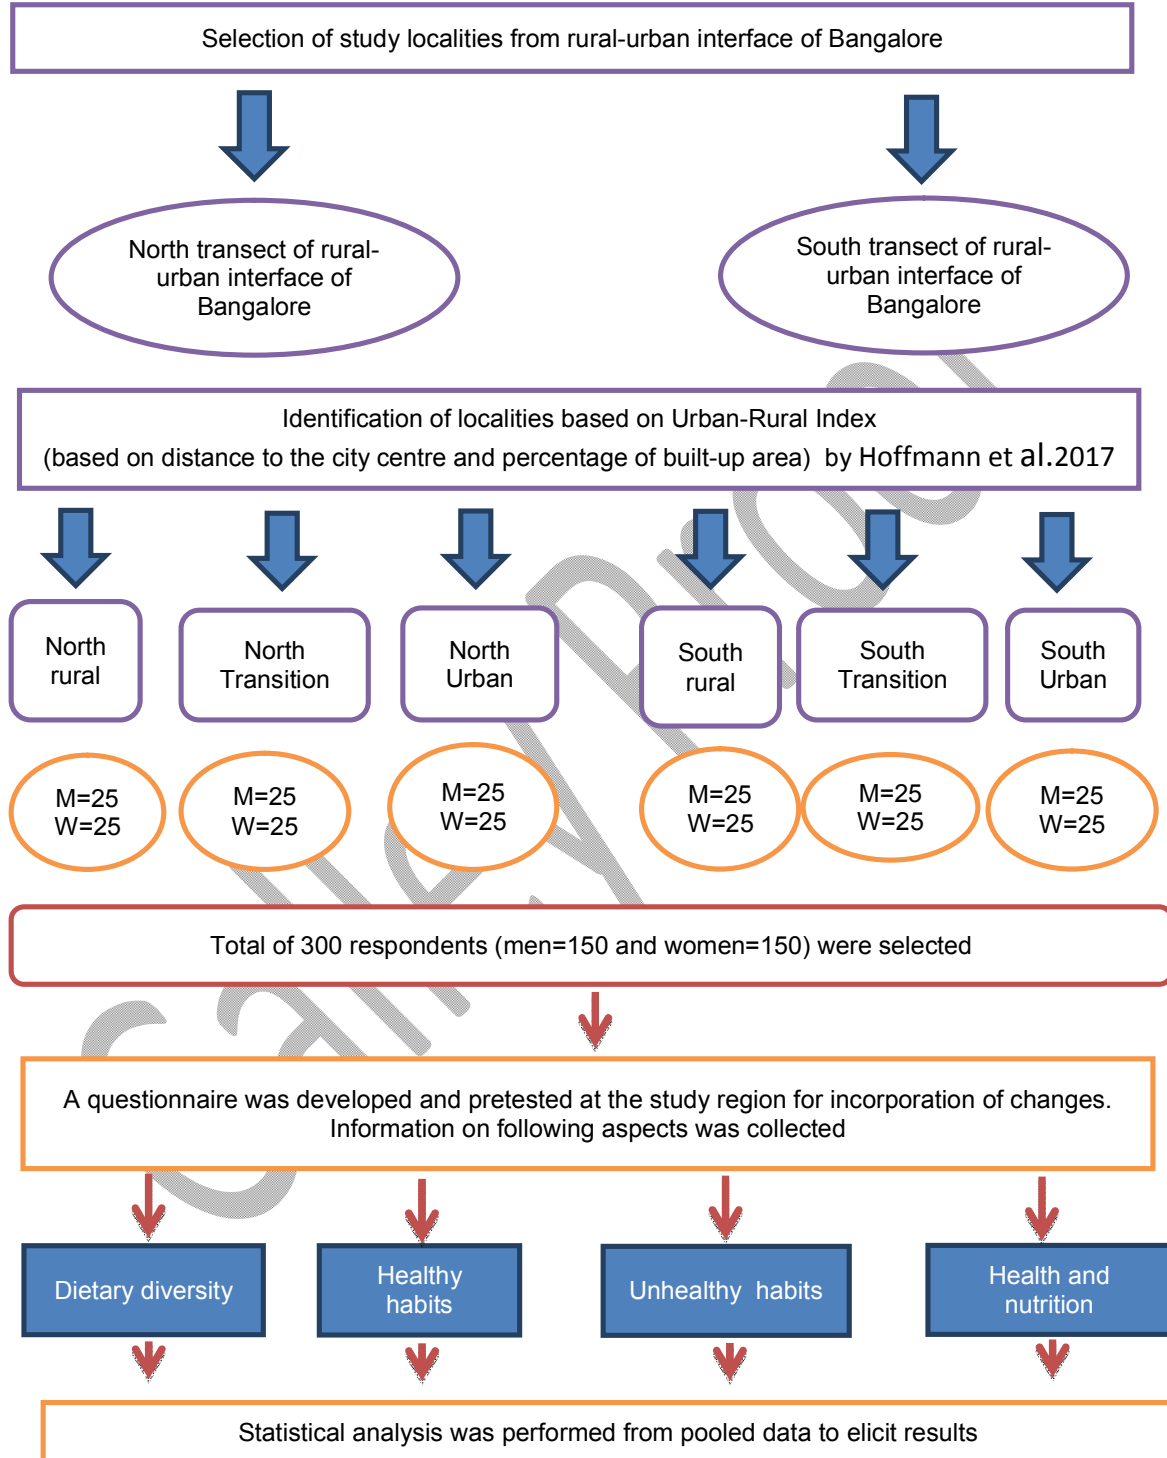 Selection of study localities from rural-urban interface of Bangalore
North transect of rural-
urban interface of
Bangalore
South transect of rural-
urban interface of
Bangalore
Identification of localities based on Urban-Rural Index
(based on distance to the city centre and percentage of built-up area)  by Hoffmann et al.2017
North
rural
North
Transition
North
Urban
South
rural
South
Transition
South
Urban
M=25
W=25
M=25
W=25
M=25
W=25
M=25
W=25
M=25
W=25
M=25
W=25
Total of 300 respondents (men=150 and women=150) were selected
A questionnaire was developed and pretested at the study region for incorporation of changes.
Information on following aspects was collected
Dietary diversity
Healthy
habits
Unhealthy  habits
Health and
nutrition
Statistical analysis was performed from pooled data to elicit results